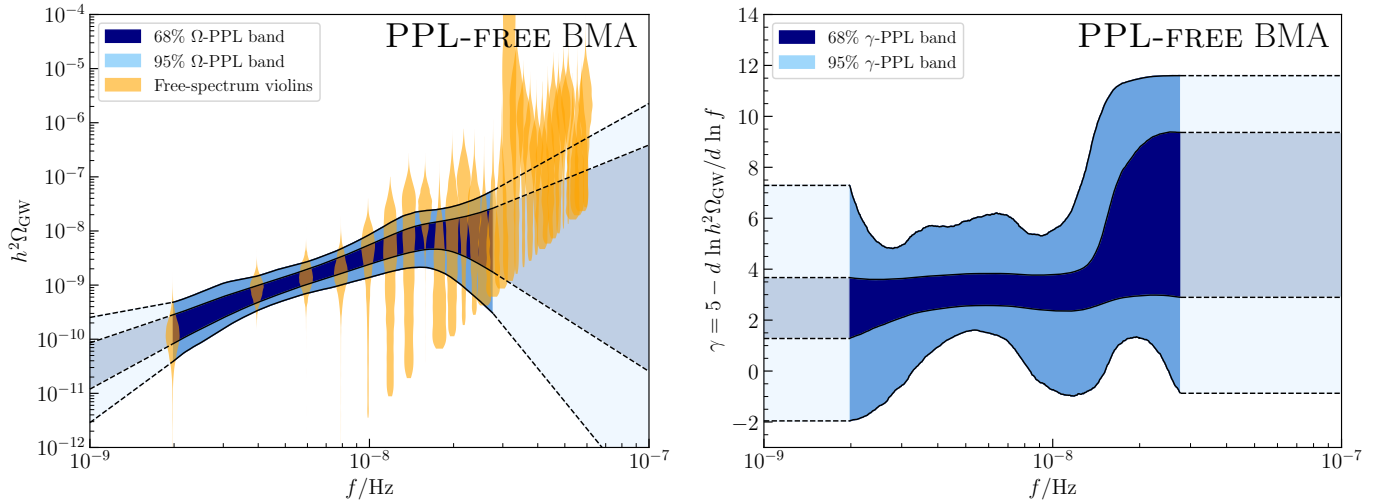 PPL-FREE BMA
68% Ω-PPL band
95% Ω-PPL band
Free-spectrum violins
10⁻⁴
10⁻⁵
10⁻⁶
10⁻⁷
10⁻⁸
10⁻⁹
10⁻¹⁰
10⁻¹¹
10⁻¹²
h²Ω_GW
10⁻⁹
10⁻⁸
10⁻⁷
f/Hz
PPL-FREE BMA
68% γ-PPL band
95% γ-PPL band
14
12
10
8
6
4
2
0
−2
γ = 5 − d ln h²Ω_GW/d ln f
10⁻⁹
10⁻⁸
10⁻⁷
f/Hz